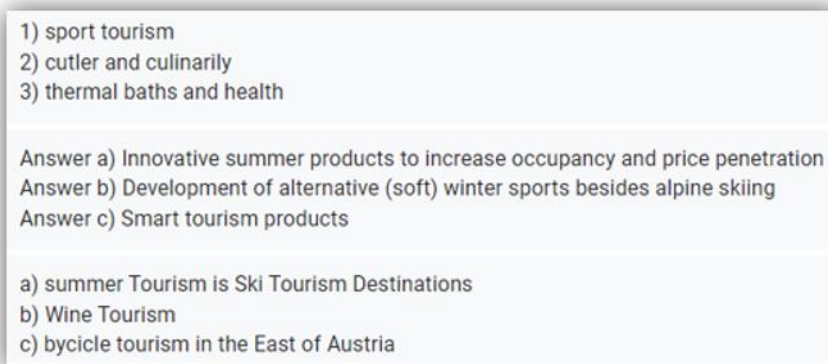 1) sport tourism
2) cutler and culinarily
3) thermal baths and health
Answer a) Innovative summer products to increase occupancy and price penetration
Answer b) Development of alternative (soft) winter sports besides alpine skiing
Answer c) Smart tourism products
a) summer Tourism is Ski Tourism Destinations
b) Wine Tourism
c) bycicle tourism in the East of Austria